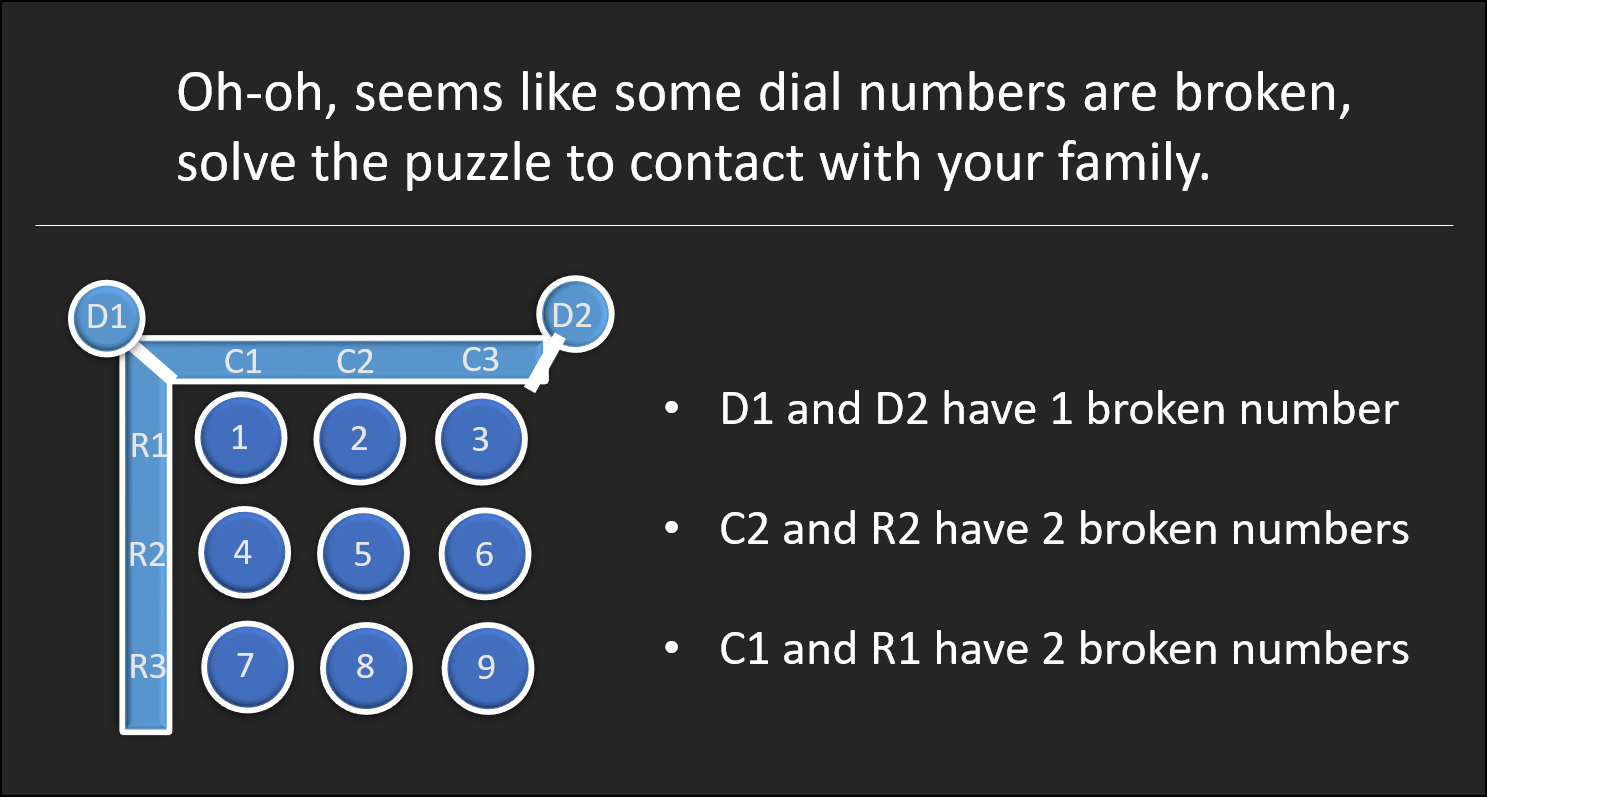 Oh-oh, seems like some dial numbers are broken,
solve the puzzle to contact with your family.
D1
D2
C1 C2 C3
R1 1 2 3
R2 4 5 6
R3 7 8 9
• D1 and D2 have 1 broken number
• C2 and R2 have 2 broken numbers
• C1 and R1 have 2 broken numbers